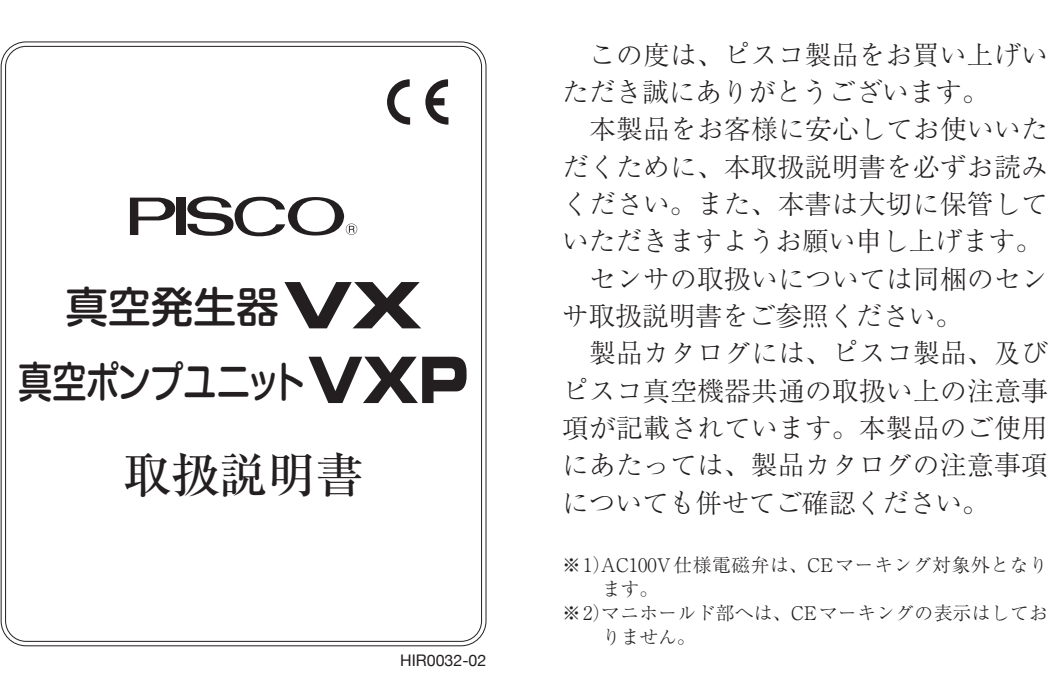 CE
PISCO®
真空発生器VX
真空ポンプユニットVXP
取扱説明書
HIR0032-02
この度は、ピスコ製品をお買い上げい
ただき誠にありがとうございます。
本製品をお客様に安心してお使いいた
だくために、本取扱説明書を必ずお読み
ください。また、本書は大切に保管して
いただきますようお願い申し上げます。
センサの取扱いについては同梱のセン
サ取扱説明書をご参照ください。
製品カタログには、ピスコ製品、及び
ピスコ真空機器共通の取扱い上の注意事
項が記載されています。本製品のご使用
にあたっては、製品カタログの注意事項
についても併せてご確認ください。
※1)AC100V仕様電磁弁は、CEマーキング対象外となり
ます。
※2)マニホールド部へは、CEマーキングの表示はしてお
りません。